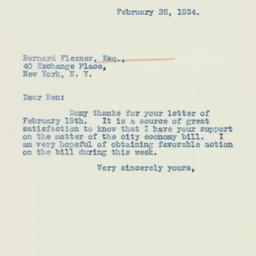 February 26, 1934.
Bernard Flexner, Esq.,
40 Exchange Place,
New York, N. Y.
Dear Ben:
Many thanks for your letter of
February 19th. It is a source of great
satisfaction to know that I have your support
on the matter of the city economy bill. I
am very hopeful of obtaining favorable action
on the bill during this week.
Very sincerely yours,